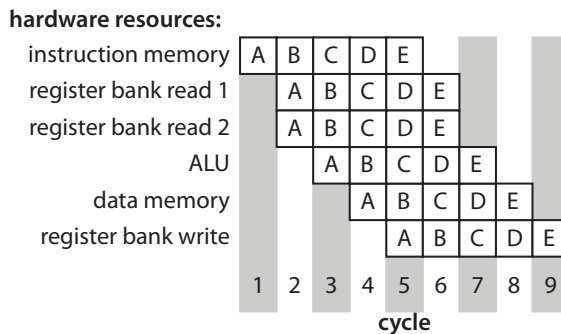 hardware resources:
instruction memory A B C D E
register bank read 1 A B C D E
register bank read 2 A B C D E
ALU A B C D E
data memory A B C D E
register bank write A B C D E
1 2 3 4 5 6 7 8 9
cycle